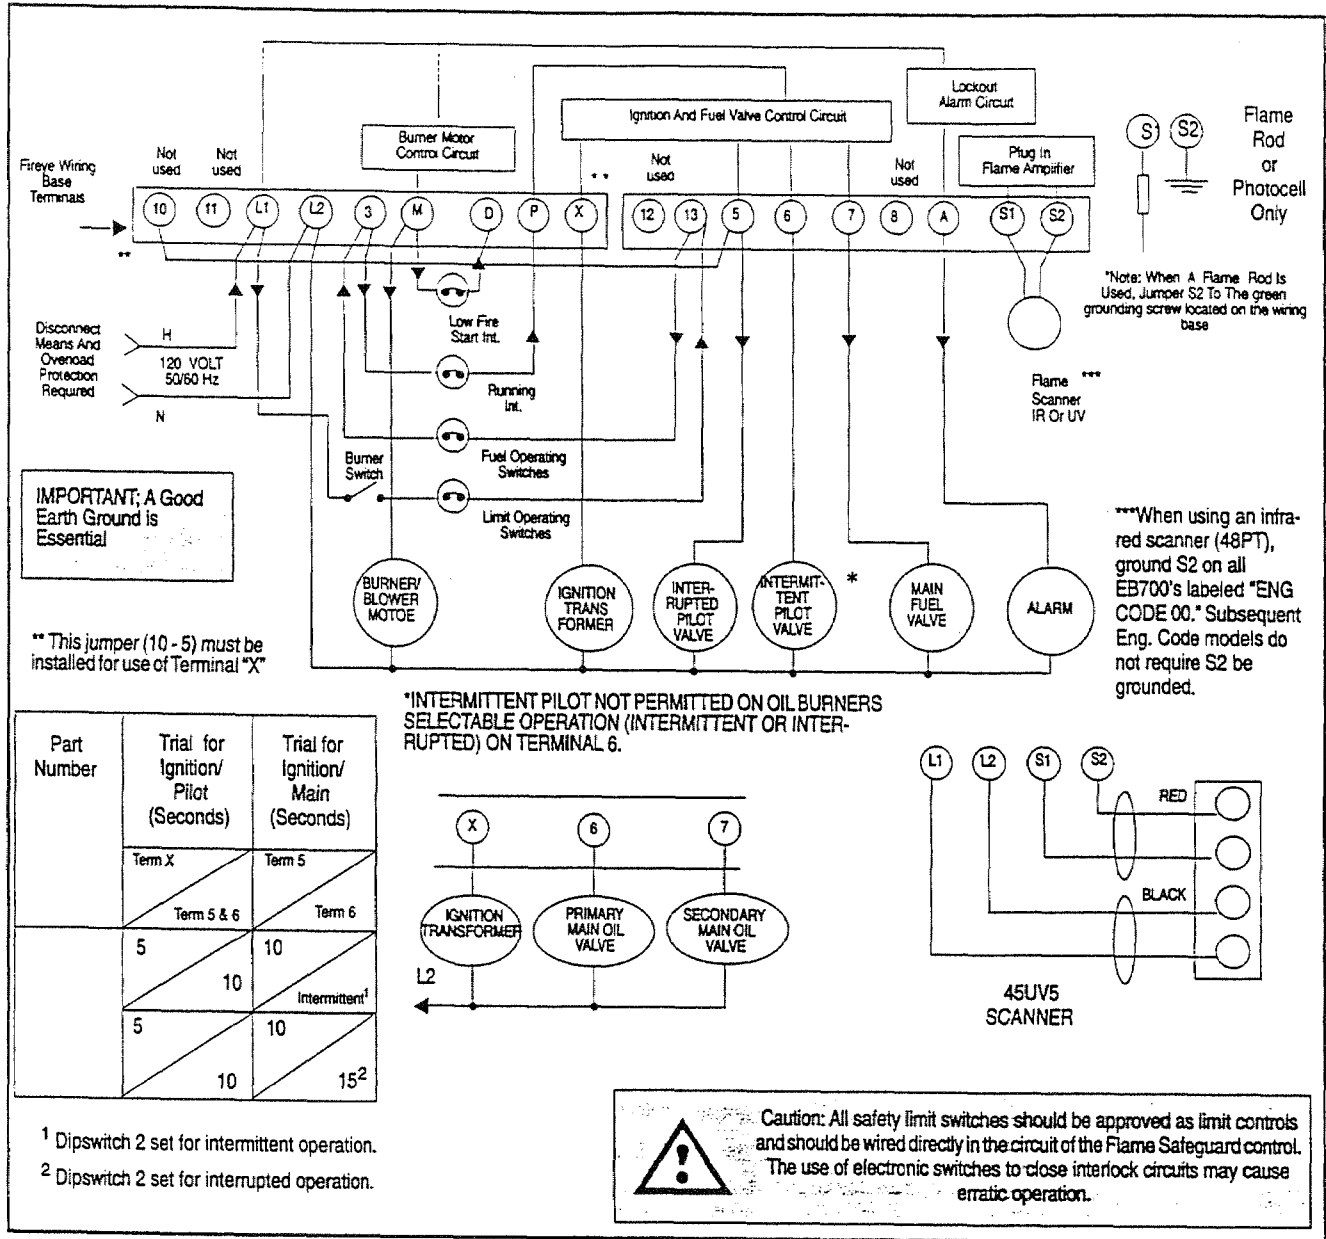 Lockout
Alarm Circuit
Ignition And Fuel Valve Control Circuit
Burner Motor
Control Circuit
Plug In
Flame Amplifier
S1
S2
Flame
Rod
or
Photocell
Only
Fireye Wiring
Base
Terminals
Not
used
Not
used
Not
used
Not
used
**
10
11
L1
L2
3
M
D
P
X
12
13
5
6
7
8
A
S1
S2
**
*Note: When A Flame Rod Is
Used, Jumper S2 To The green
grounding screw located on the wiring
base
Low Fire
Start Int.
Disconnect
Means And
Overoad
Protection
Required
H
120 VOLT
50/60 Hz
N
Running
Int.
Flame ***
Scanner
IR Or UV
Burner
Switch
Fuel Operating
Switches
Limit Operating
Switches
IMPORTANT; A Good
Earth Ground is
Essential
***When using an infra-
red scanner (48PT),
ground S2 on all
EB700's labeled "ENG
CODE 00." Subsequent
Eng. Code models do
not require S2 be
grounded.
BURNER/
BLOWER
MOTOE
IGNITION
TRANS
FORMER
INTER-
RUPTED
PILOT
VALVE
INTERMIT-
TENT
PILOT
VALVE
*
MAIN
FUEL
VALVE
ALARM
** This jumper (10 - 5) must be
installed for use of Terminal "X"
*INTERMITTENT PILOT NOT PERMITTED ON OIL BURNERS
SELECTABLE OPERATION (INTERMITTENT OR INTER-
RUPTED) ON TERMINAL 6.
Part
Number
Trial for
Ignition/
Pilot
(Seconds)
Trial for
Ignition/
Main
(Seconds)
Term X
Term 5 & 6
Term 5
Term 6
5
10
10
Intermittent1
5
10
10
152
X
6
7
IGNITION
TRANSFORMER
PRIMARY
MAIN OIL
VALVE
SECONDARY
MAIN OIL
VALVE
L2
L1
L2
S1
S2
RED
BLACK
45UV5
SCANNER
1 Dipswitch 2 set for intermittent operation.
2 Dipswitch 2 set for interrupted operation.
Caution: All safety limit switches should be approved as limit controls
and should be wired directly in the circuit of the Flame Safeguard control.
The use of electronic switches to close interlock circuits may cause
erratic operation.